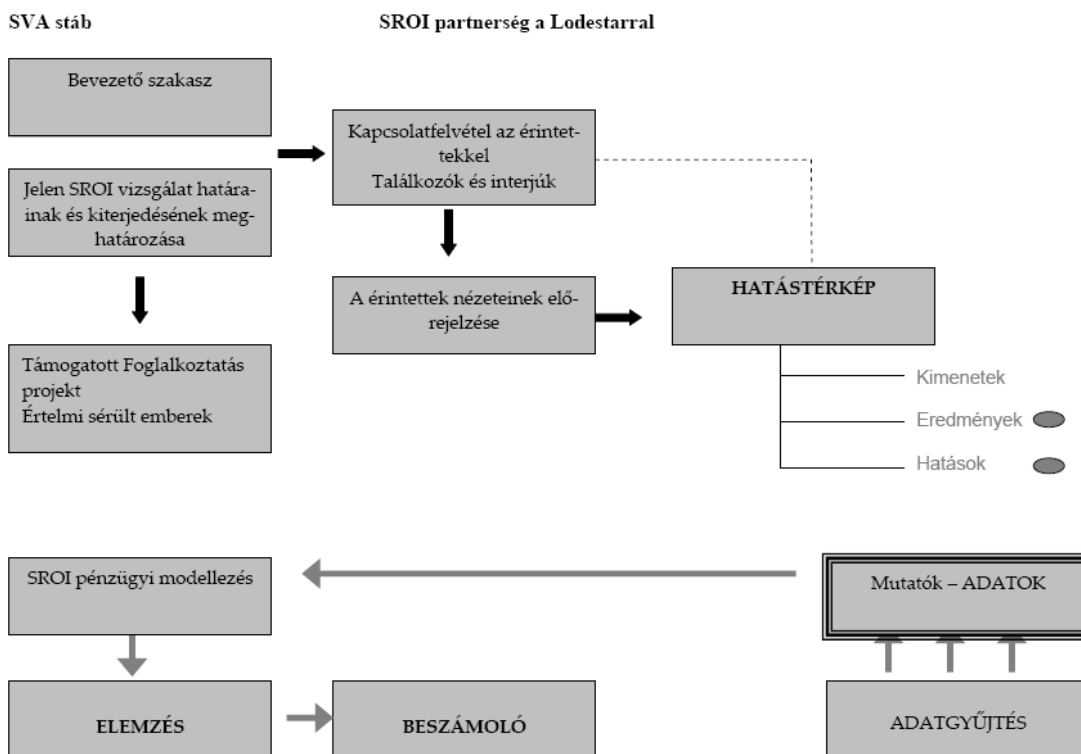 SVA stáb
SROI partnerség a Lodestarral
Bevezető szakasz
Jelen SROI vizsgálat határa-
inak és kiterjedésének meg-
határozása
Támogatott Foglalkoztatás
projekt
Értelmi sérült emberek
Kapcsolatfelvétel az érintet-
tekkel
Találkozók és interjúk
A érintettek nézeteinek elő-
rejelzése
HATÁSTÉRKÉP
Kimenetek
Eredmények
Hatások
Mutatók – ADATOK
ADATGYŰJTÉS
SROI pénzügyi modellezés
ELEMZÉS
BESZÁMOLÓ